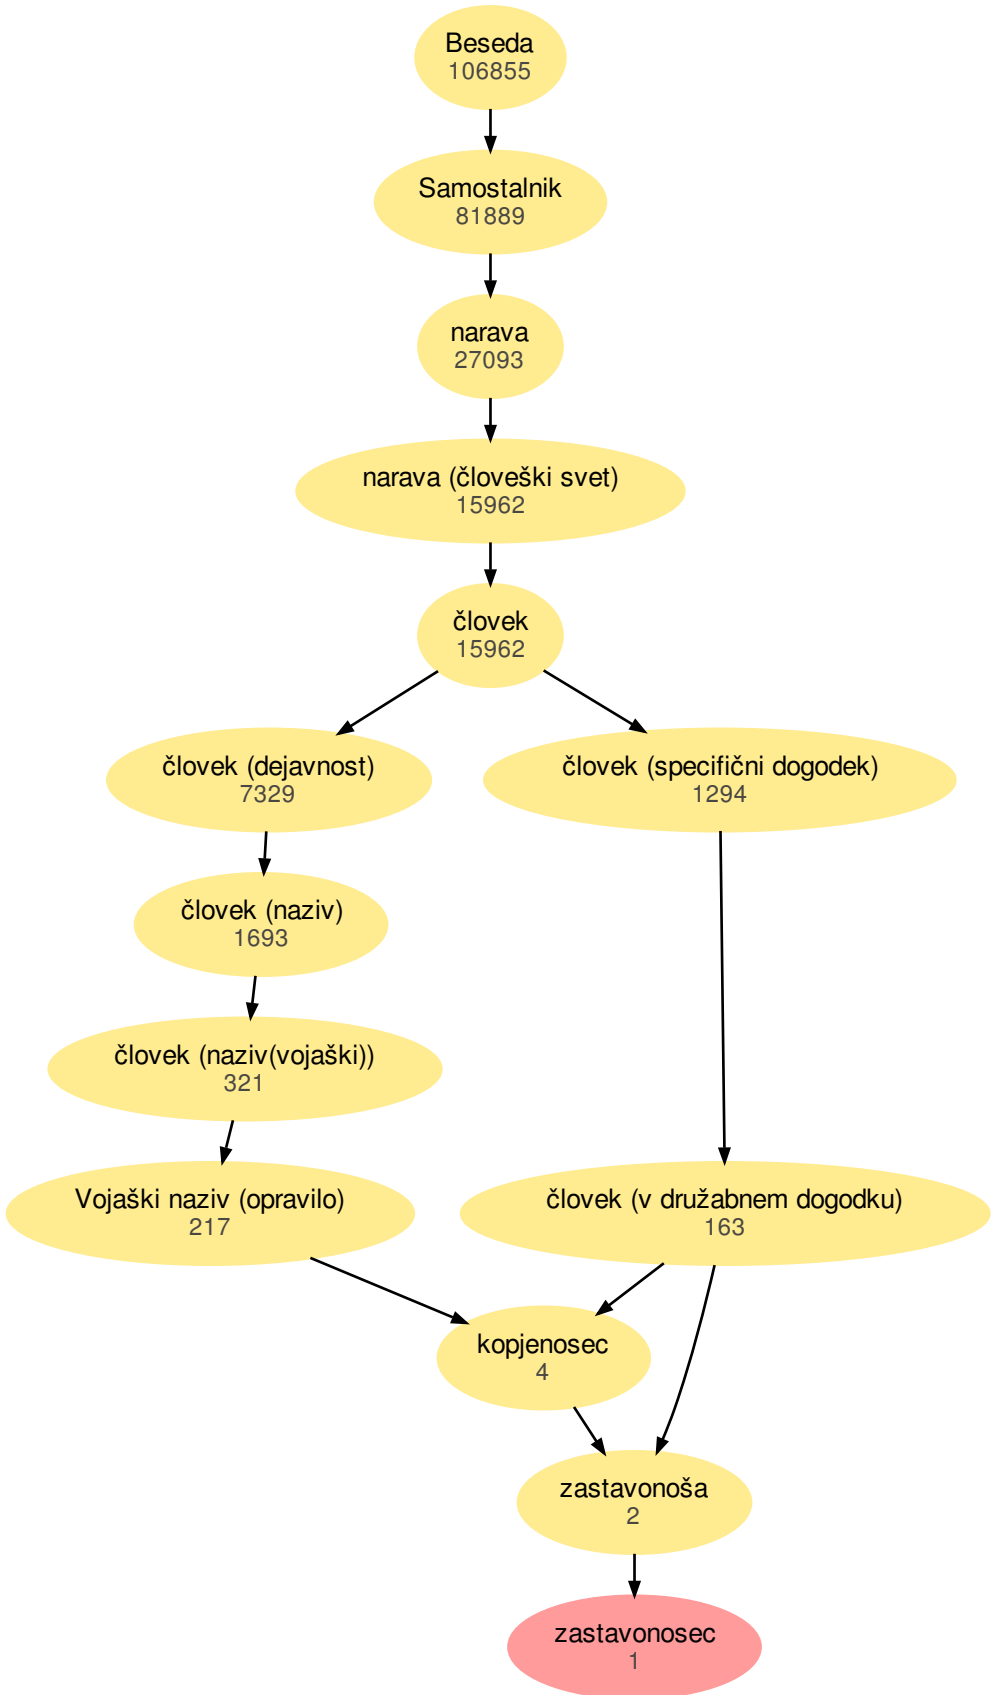 Beseda
106855
Samostalnik
81889
narava
27093
narava (človeški svet)
15962
človek
15962
človek (dejavnost)
7329
človek (specifični dogodek)
1294
človek (naziv)
1693
človek (naziv(vojaški))
321
Vojaški naziv (opravilo)
217
človek (v družabnem dogodku)
163
kopjenosec
4
zastavonoša
2
zastavonosec
1